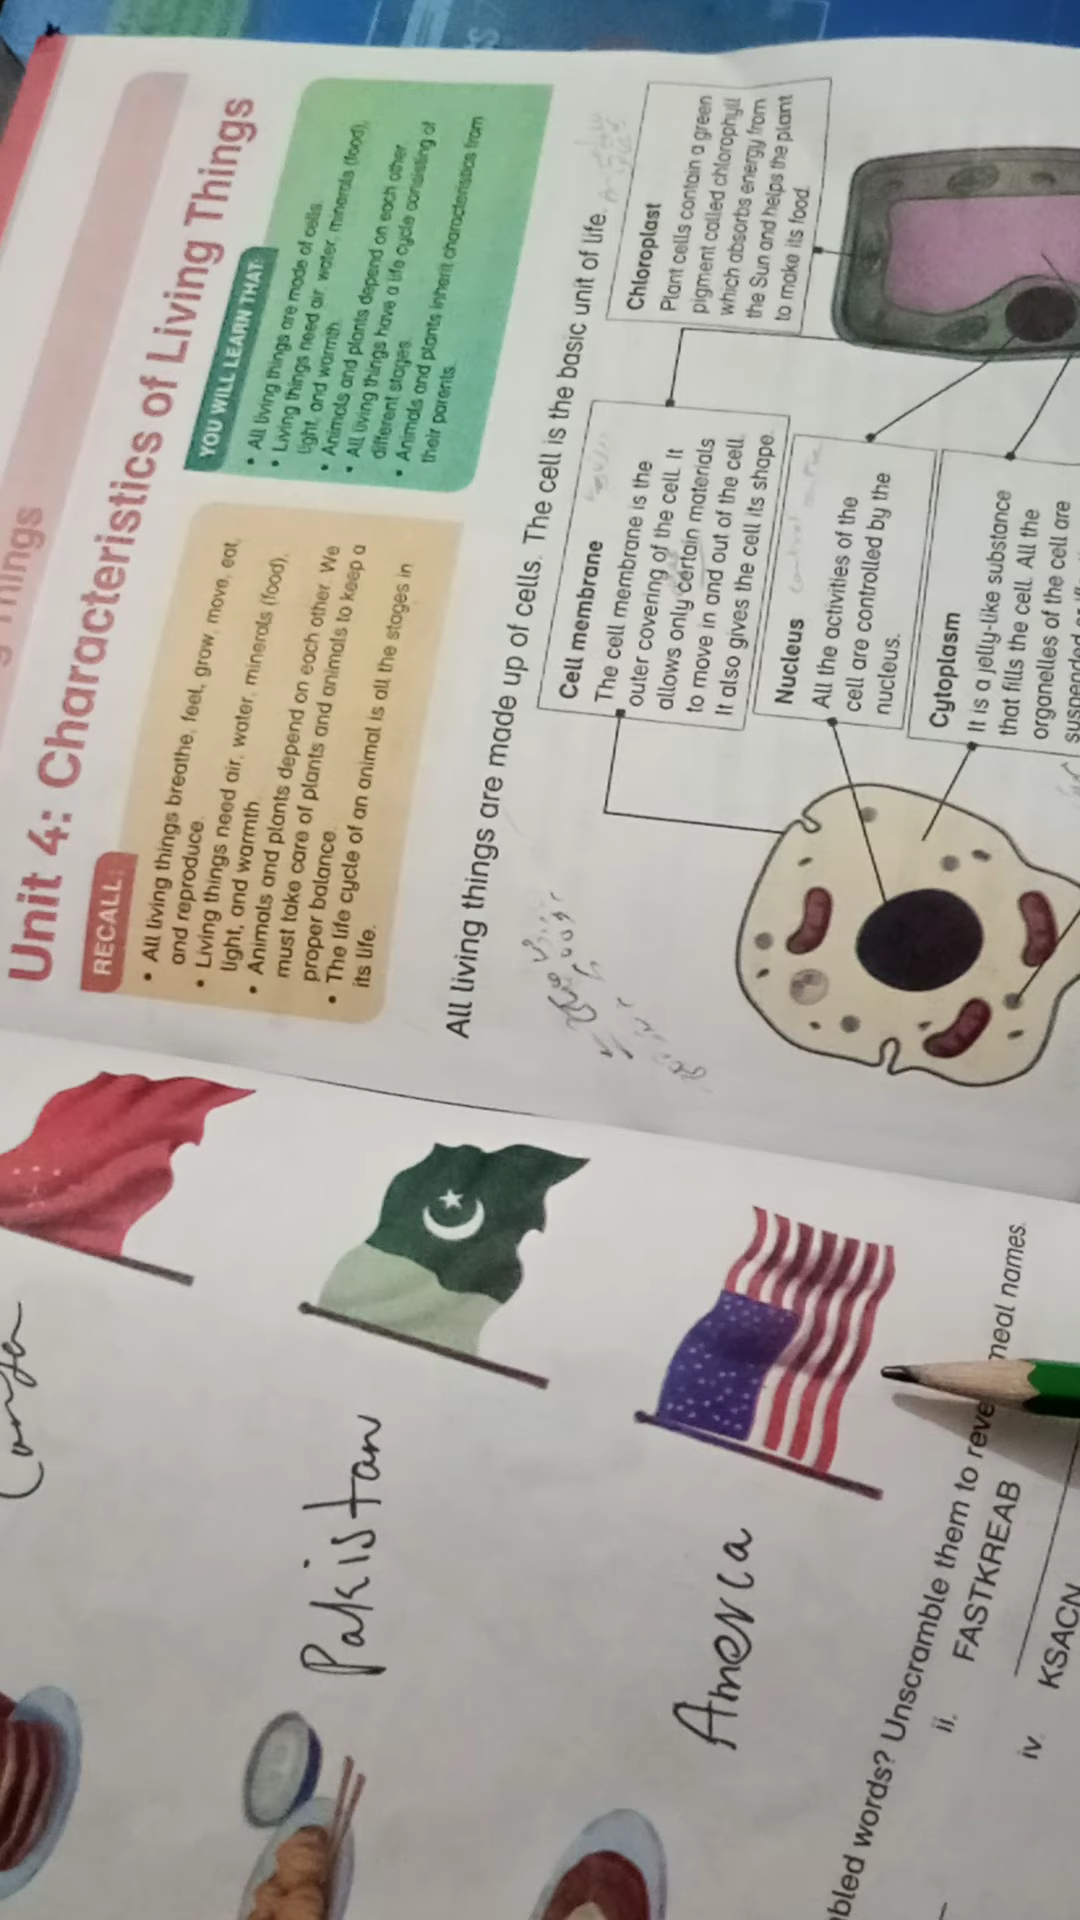 Things
Unit 4: Characteristics of Living Things
RECALL:
• All living things breathe, feel, grow, move, eat,
and reproduce.
• Living things need air, water, minerals (food),
light, and warmth.
• Animals and plants depend on each other. We
must take care of plants and animals to keep a
proper balance.
• The life cycle of an animal is all the stages in
its life.
YOU WILL LEARN THAT:
• All living things are made of cells.
• Living things need air, water, minerals (food),
light, and warmth.
• Animals and plants depend on each other.
• All living things have a life cycle consisting of
different stages.
• Animals and plants inherit characteristics from
their parents.
All living things are made up of cells. The cell is the basic unit of life.
Cell membrane
The cell membrane is the
outer covering of the cell. It
allows only certain materials
to move in and out of the cell.
It also gives the cell its shape.
Chloroplast
Plant cells contain a green
pigment called chlorophyll
which absorbs energy from
the Sun and helps the plant
to make its food.
Nucleus
All the activities of the
cell are controlled by the
nucleus.
Cytoplasm
It is a jelly-like substance
that fills the cell. All the
organelles of the cell are
Pakistan
Amerca
bled words? Unscramble them to reve meal names.
ii. FASTKREAB
iv. KSACN